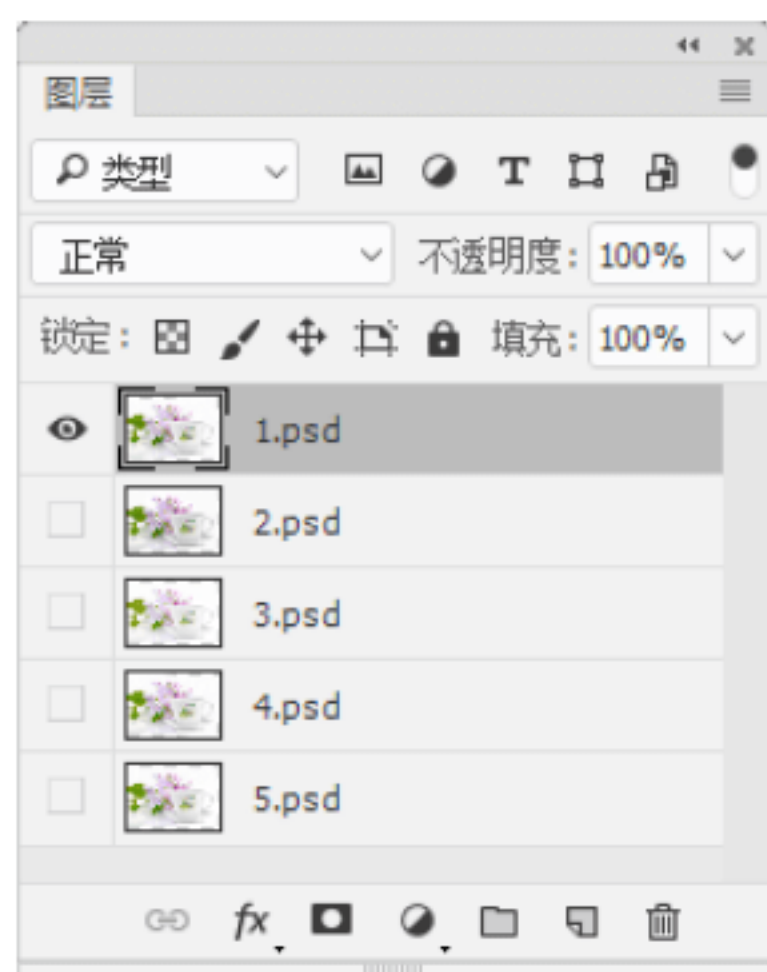 图层
类型
正常 不透明度: 100%
锁定: 填充: 100%
1.psd
2.psd
3.psd
4.psd
5.psd
fx